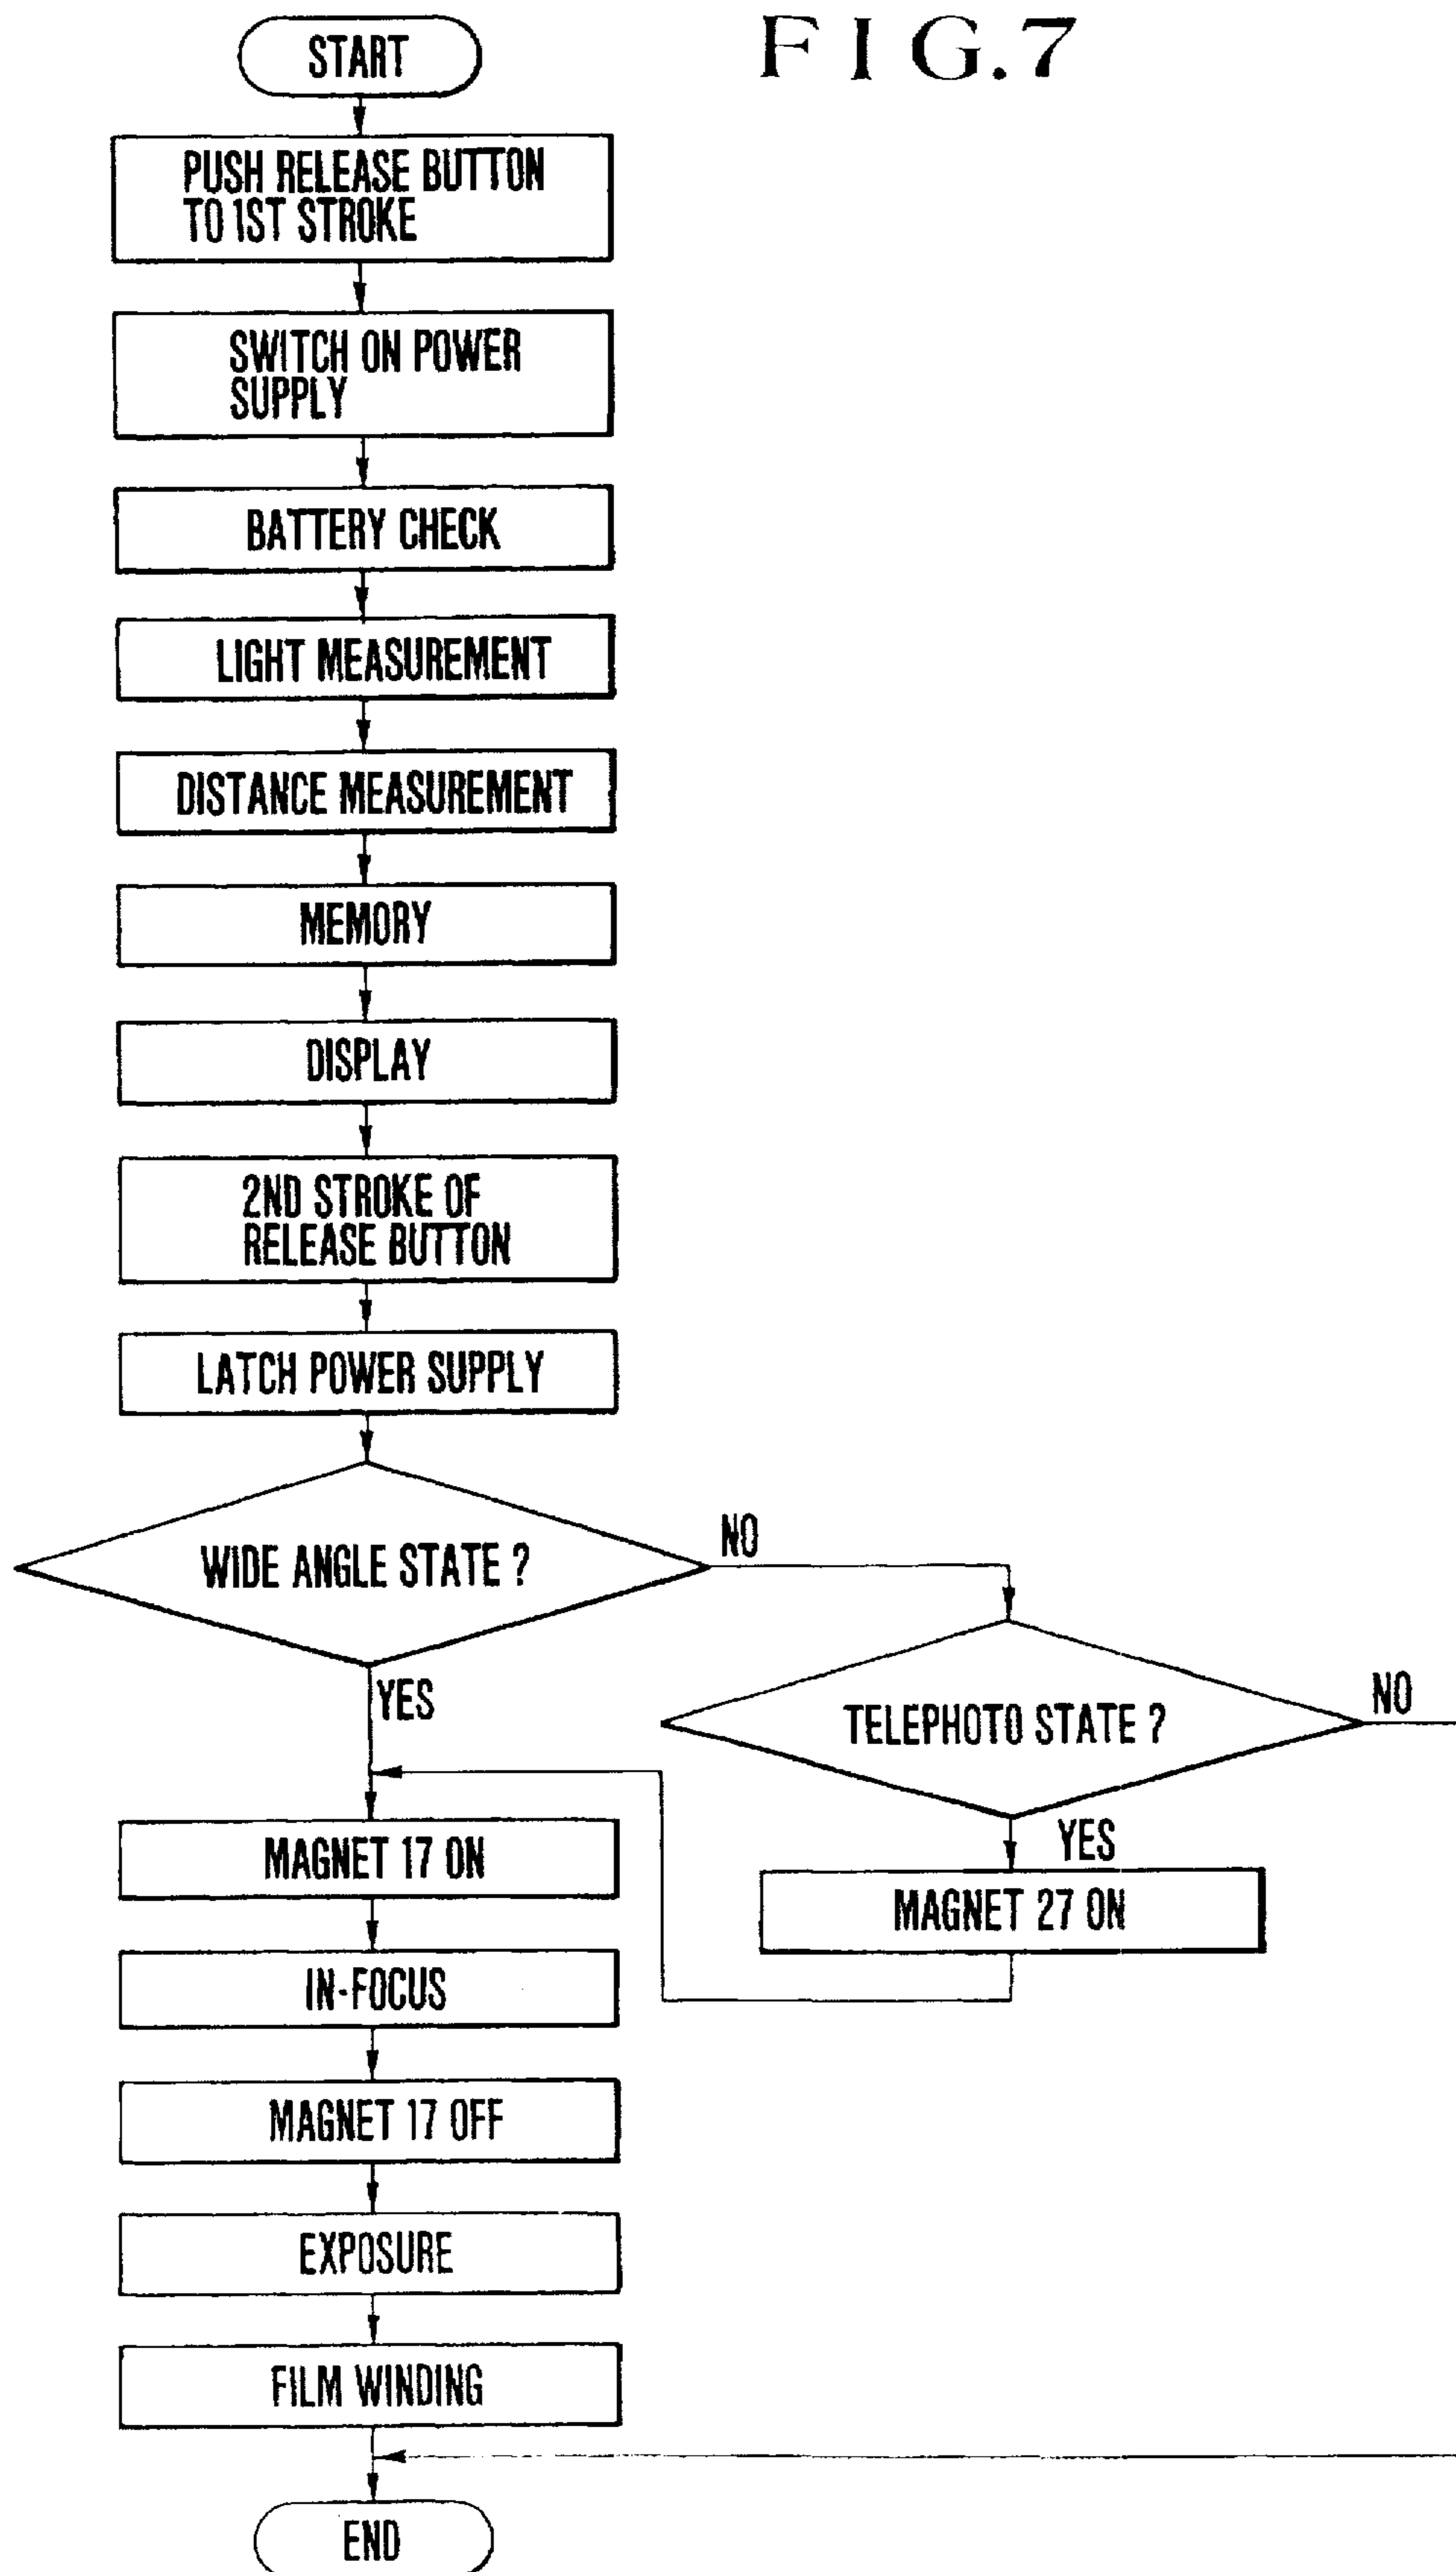 FIG.7
START
PUSH RELEASE BUTTON
TO 1ST STROKE
SWITCH ON POWER
SUPPLY
BATTERY CHECK
LIGHT MEASUREMENT
DISTANCE MEASUREMENT
MEMORY
DISPLAY
2ND STROKE OF
RELEASE BUTTON
LATCH POWER SUPPLY
WIDE ANGLE STATE ?
NO
YES
TELEPHOTO STATE ?
NO
YES
MAGNET 27 ON
MAGNET 17 ON
IN-FOCUS
MAGNET 17 OFF
EXPOSURE
FILM WINDING
END